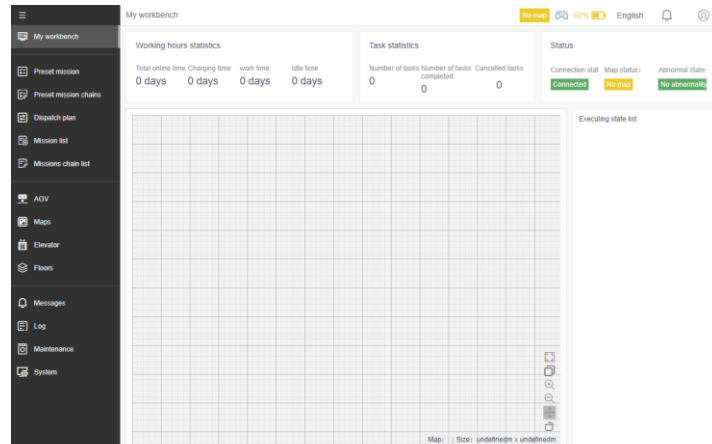 My workbench
No map
60%
English
My workbench
Preset mission
Preset mission chains
Dispatch plan
Mission list
Missions chain list
AGV
Maps
Elevator
Floors
Messages
Log
Maintenance
System
Working hours statistics
Total online time Charging time work time Idle time
0 days 0 days 0 days 0 days
Task statistics
Number of tasks Number of tasks completed Cancelled tasks
0 0 0
Status
Connection stat Map status: Abnormal state:
Connected No map No abnormality
Executing state list
Map: | Size: undefinedm x undefinedm